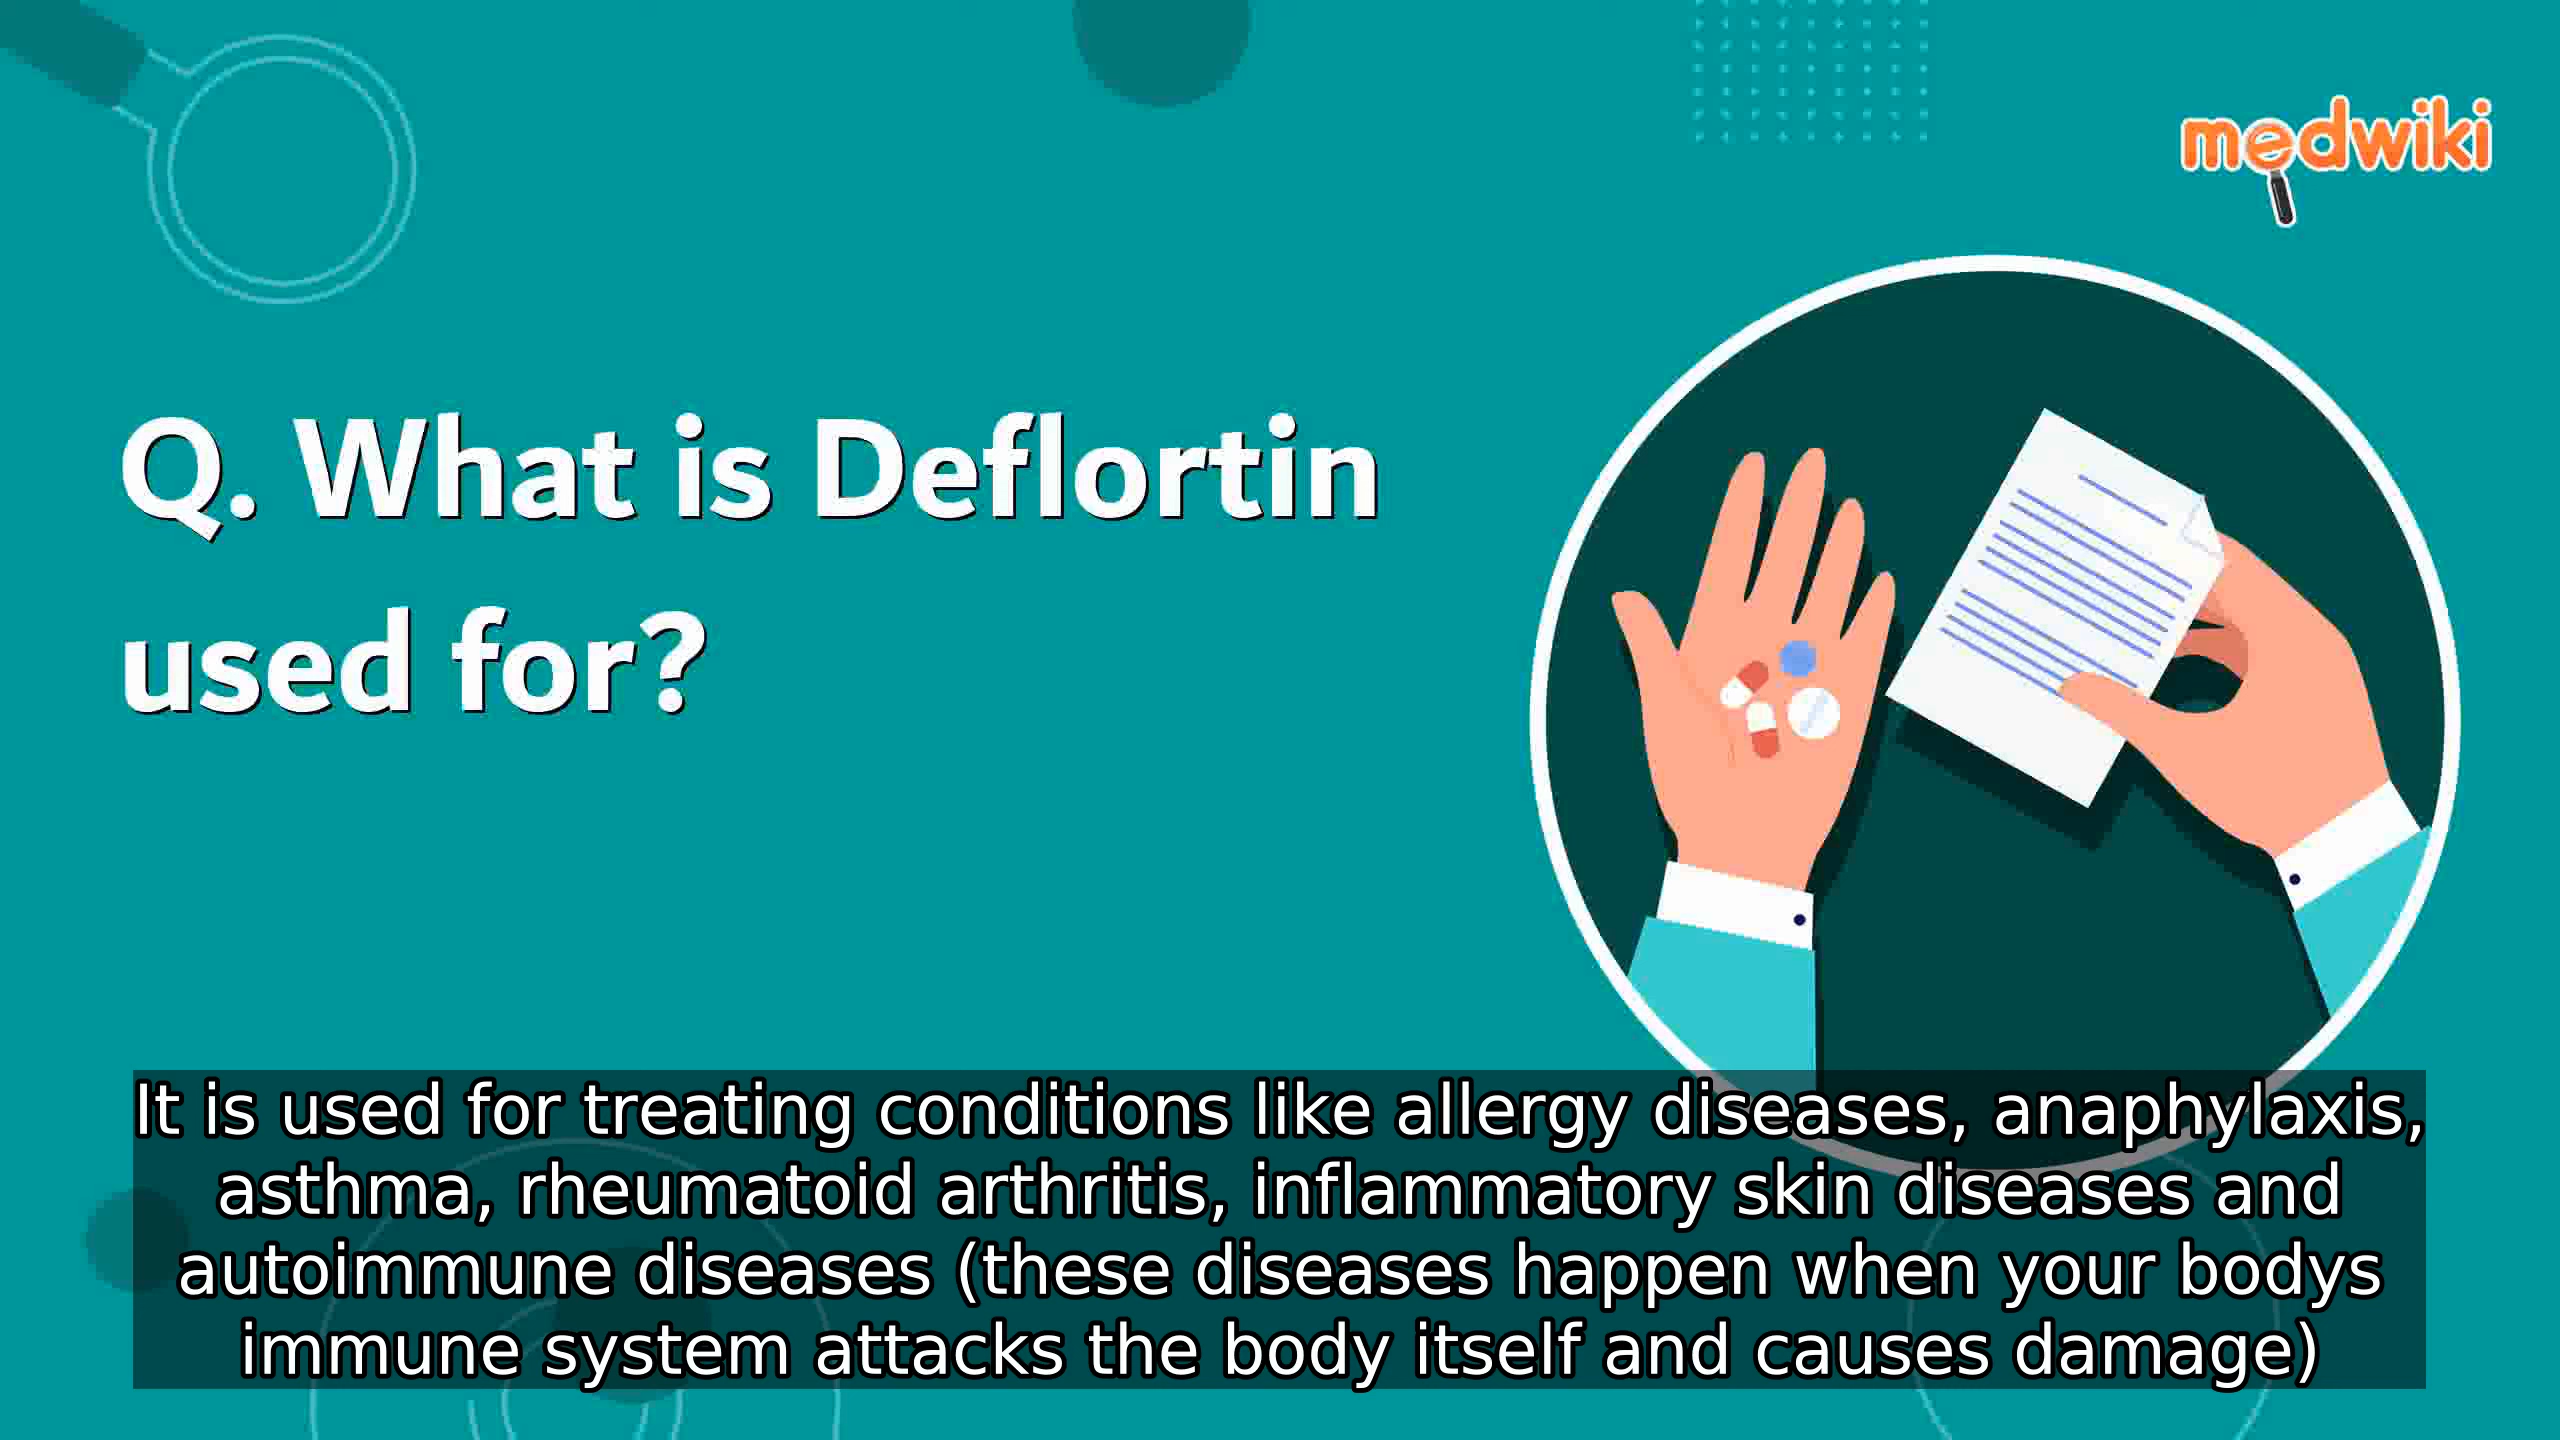 medwiki
Q. What is Deflortin
used for?
It is used for treating conditions like allergy diseases, anaphylaxis,
asthma, rheumatoid arthritis, inflammatory skin diseases and
autoimmune diseases (these diseases happen when your bodys
immune system attacks the body itself and causes damage)